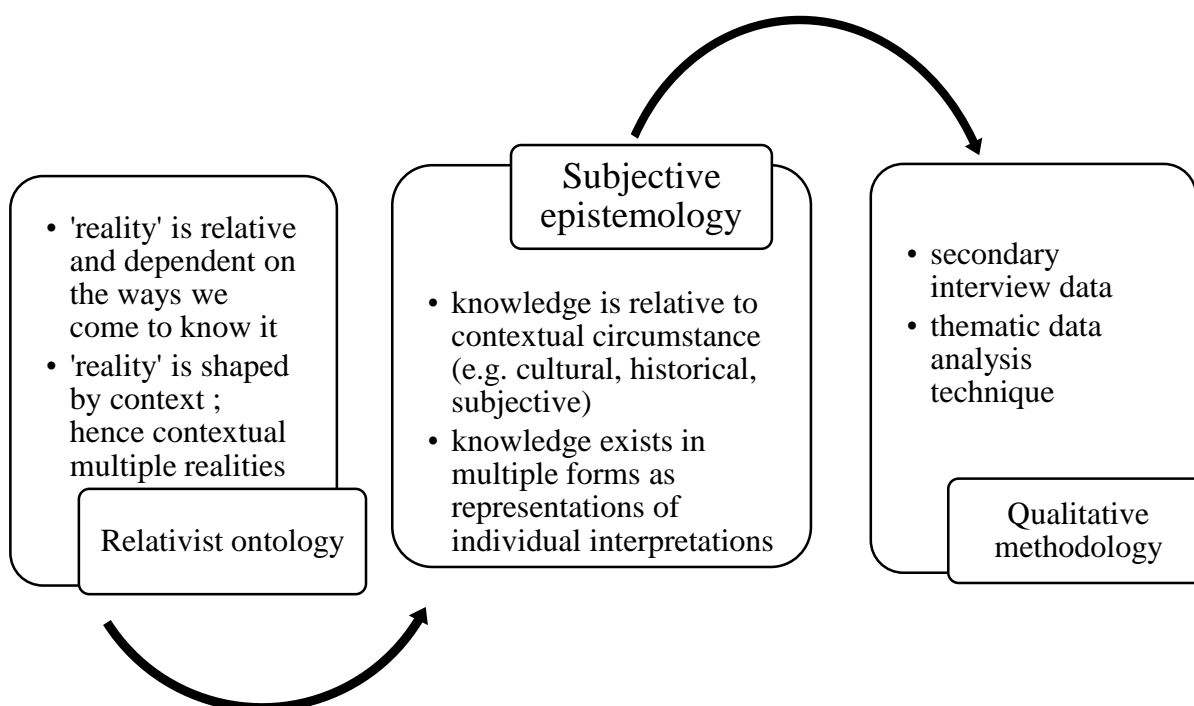 • 'reality' is relative
and dependent on
the ways we
come to know it
• 'reality' is shaped
by context ;
hence contextual
multiple realities
Relativist ontology
Subjective
epistemology
• knowledge is relative to
contextual circumstance
(e.g. cultural, historical,
subjective)
• knowledge exists in
multiple forms as
representations of
individual interpretations
• secondary
interview data
• thematic data
analysis
technique
Qualitative
methodology